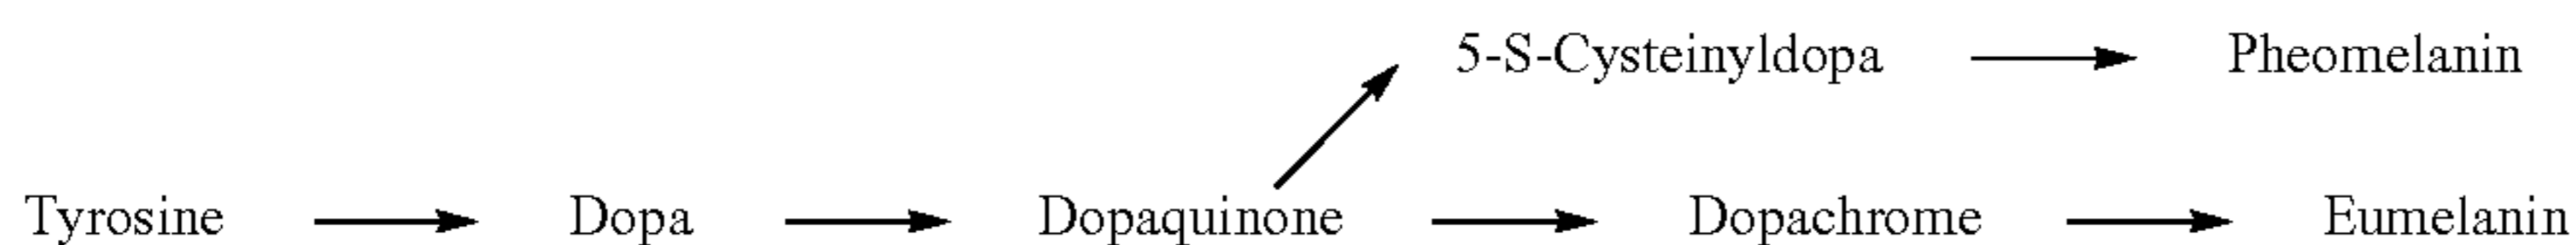 5-S-Cysteinyldopa Pheomelanin
Tyrosine Dopa Dopaquinone Dopachrome Eumelanin